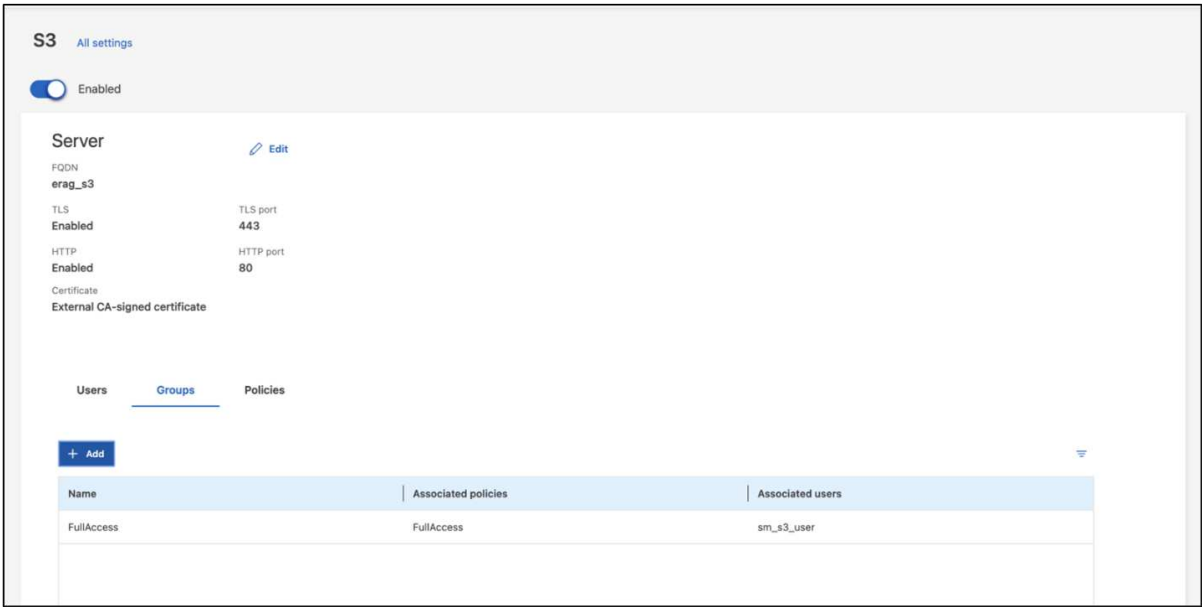 S3 All settings
Enabled
Server Edit
FQDN
erag_s3
TLS TLS port
Enabled 443
HTTP HTTP port
Enabled 80
Certificate
External CA-signed certificate
Users Groups Policies
+ Add
Name Associated policies Associated users
FullAccess FullAccess sm_s3_user